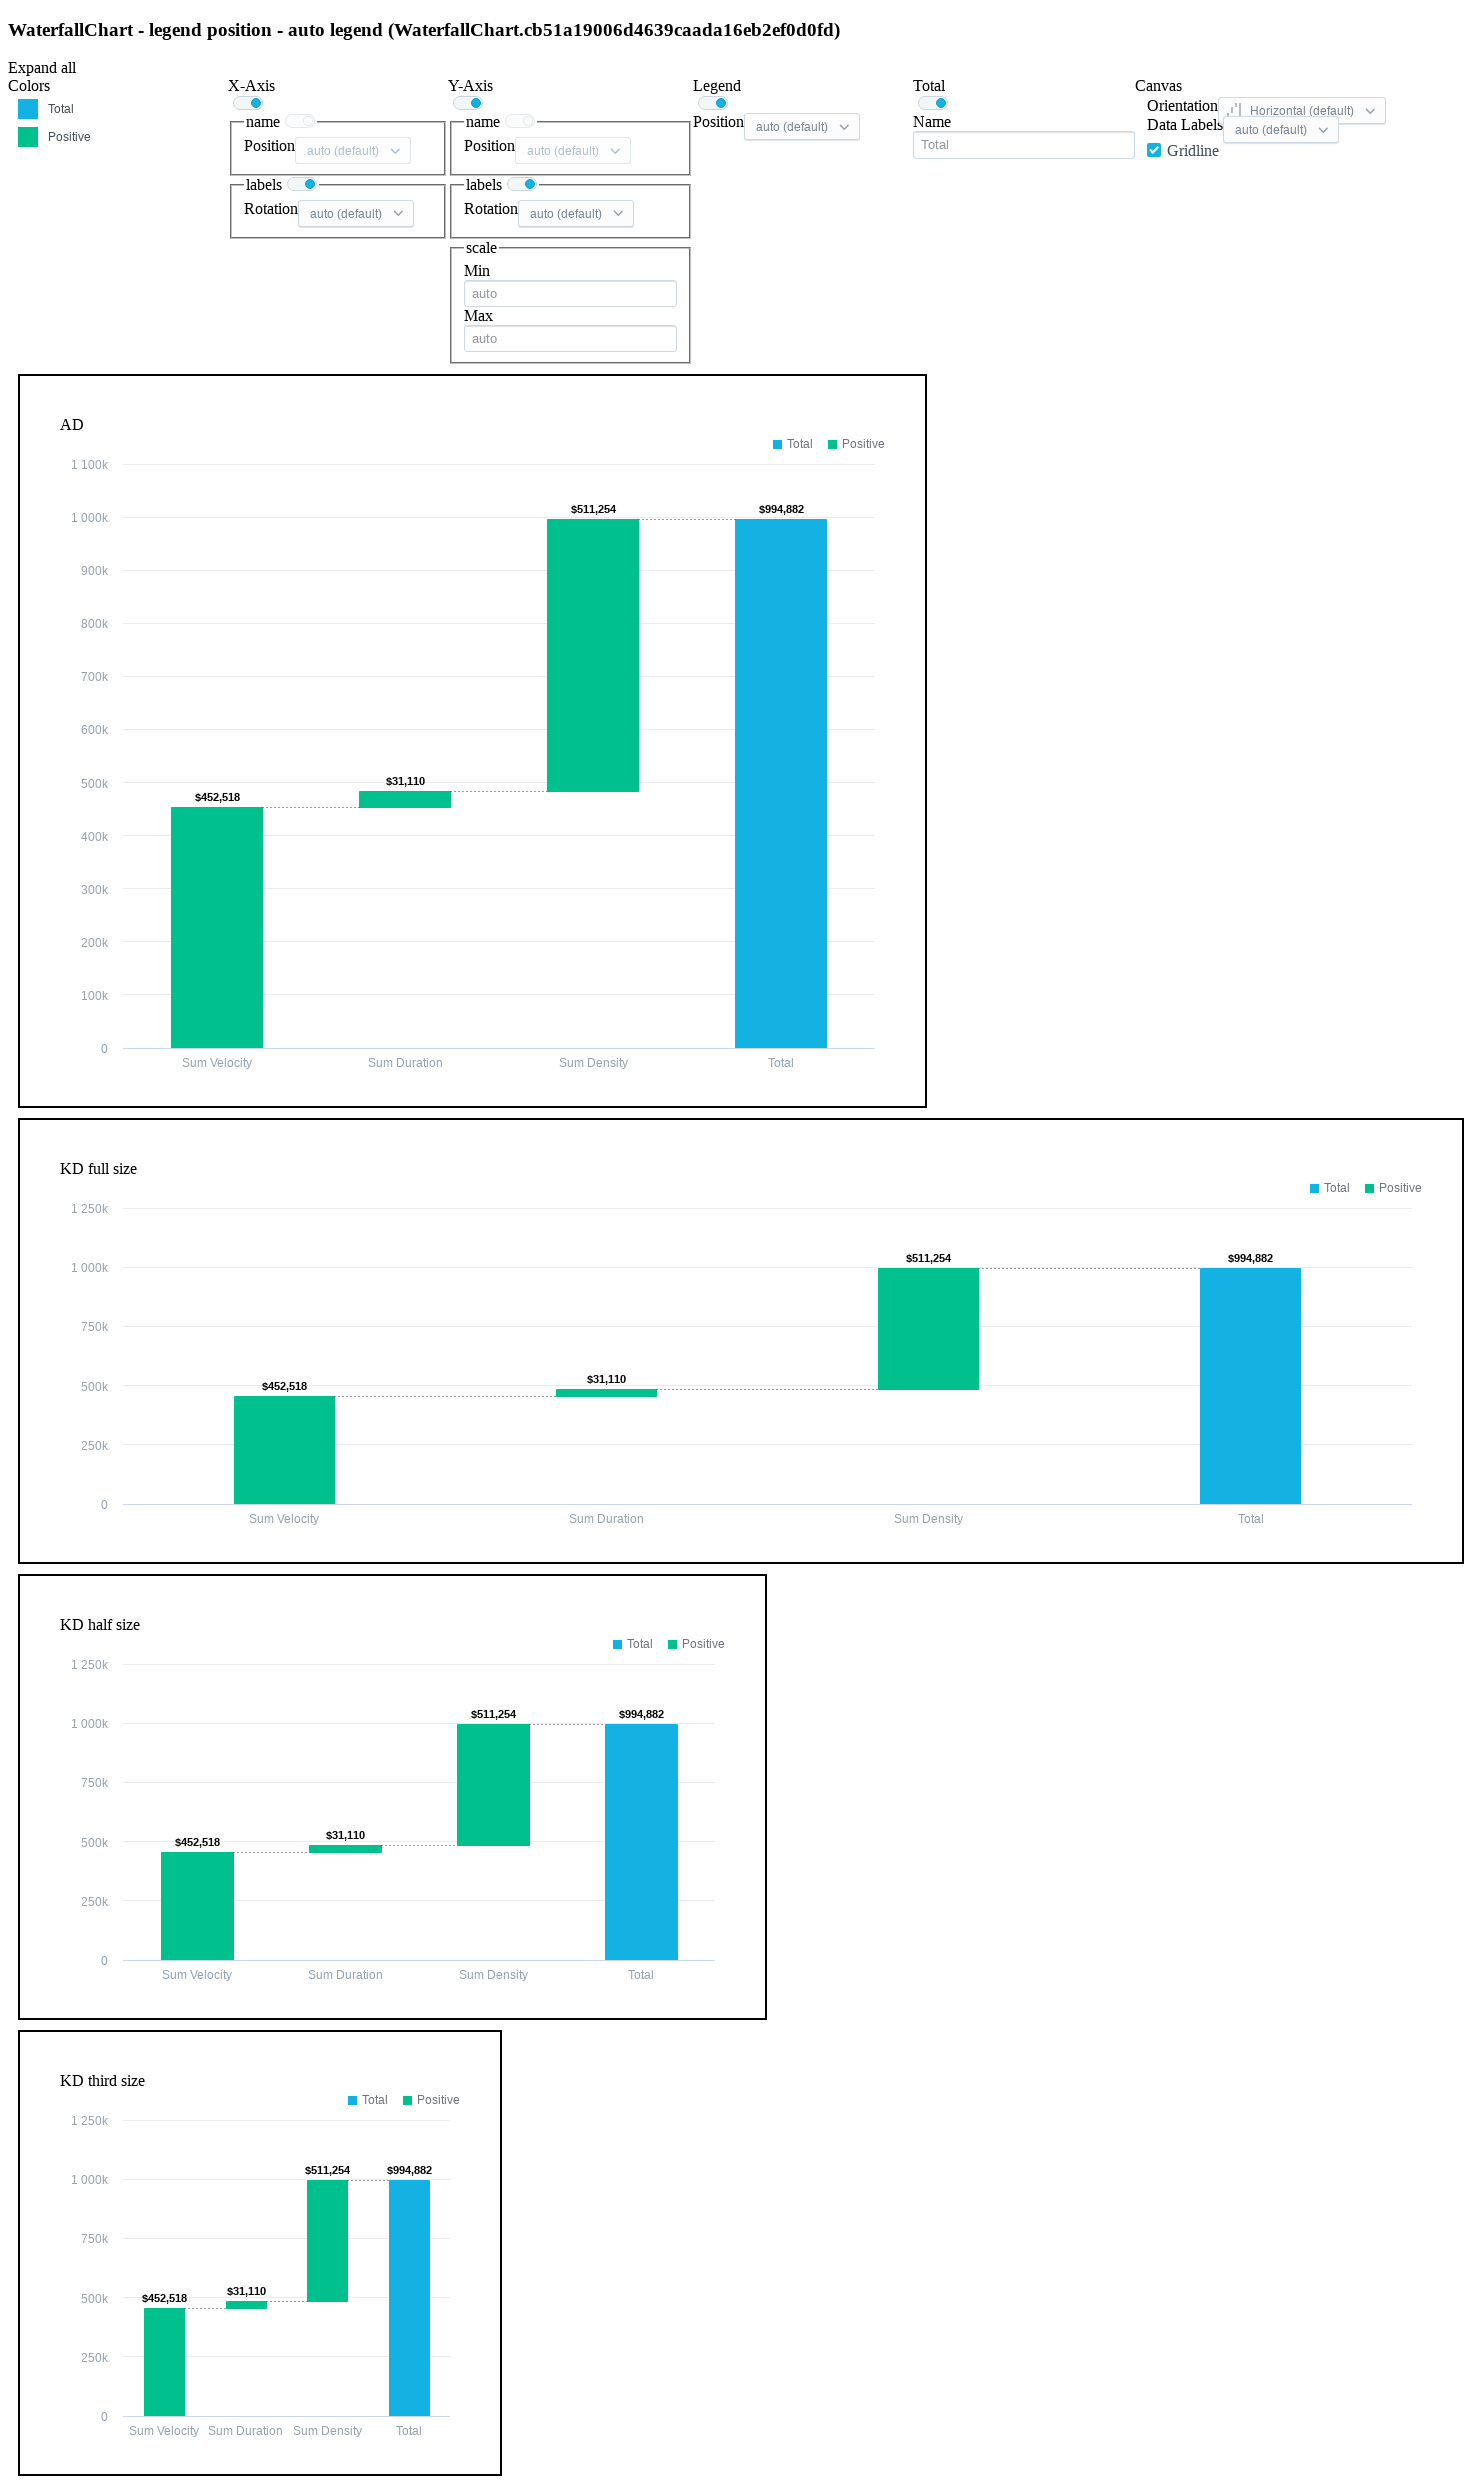 WaterfallChart - legend position - auto legend (WaterfallChart.cb51a19006d4639caada16eb2ef0d0fd)
Expand all
Colors
Total
Positive
X-Axis
name
Position auto (default)
labels
Rotation auto (default)
Y-Axis
name
Position auto (default)
labels
Rotation auto (default)
scale
Min
auto
Max
auto
Legend
Position auto (default)
Total
Name
Total
Canvas
Orientation Horizontal (default)
Data Labels auto (default)
Gridline
AD
Total Positive
1 100k
1 000k
900k
800k
700k
600k
500k
400k
300k
200k
100k
0
$452,518
$31,110
$511,254
$994,882
Sum Velocity Sum Duration Sum Density Total
KD full size
Total Positive
1 250k
1 000k
750k
500k
250k
0
$452,518
$31,110
$511,254
$994,882
Sum Velocity Sum Duration Sum Density Total
KD half size
Total Positive
1 250k
1 000k
750k
500k
250k
0
$452,518
$31,110
$511,254
$994,882
Sum Velocity Sum Duration Sum Density Total
KD third size
Total Positive
1 250k
1 000k
750k
500k
250k
0
$452,518
$31,110
$511,254
$994,882
Sum Velocity Sum Duration Sum Density Total